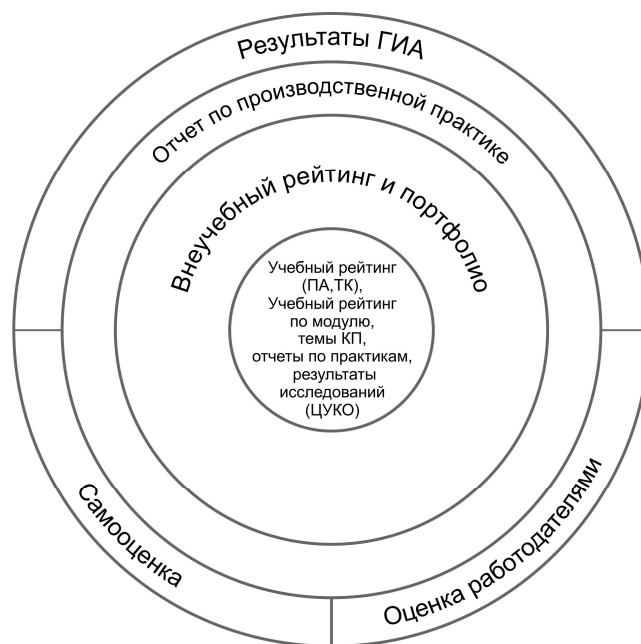 Результаты ГИА
Отчет по производственной практике
Внеучебный рейтинг и портфолио
Учебный рейтинг
(ПА,ТК),
Учебный рейтинг
по модулю,
темы КП,
отчеты по практикам,
результаты
исследований
(ЦУКО)
Самооценка
Оценка работодателями